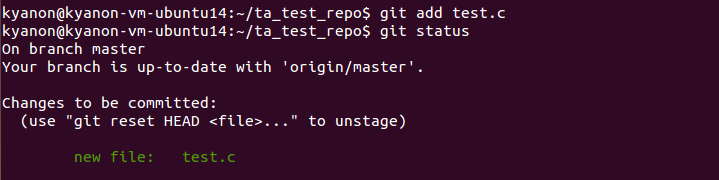 kyanon@kyanon-vm-ubuntu14:~/ta_test_repo$ git add test.c
kyanon@kyanon-vm-ubuntu14:~/ta_test_repo$ git status
On branch master
Your branch is up-to-date with 'origin/master'.
Changes to be committed:
  (use "git reset HEAD <file>..." to unstage)
        new file:   test.c